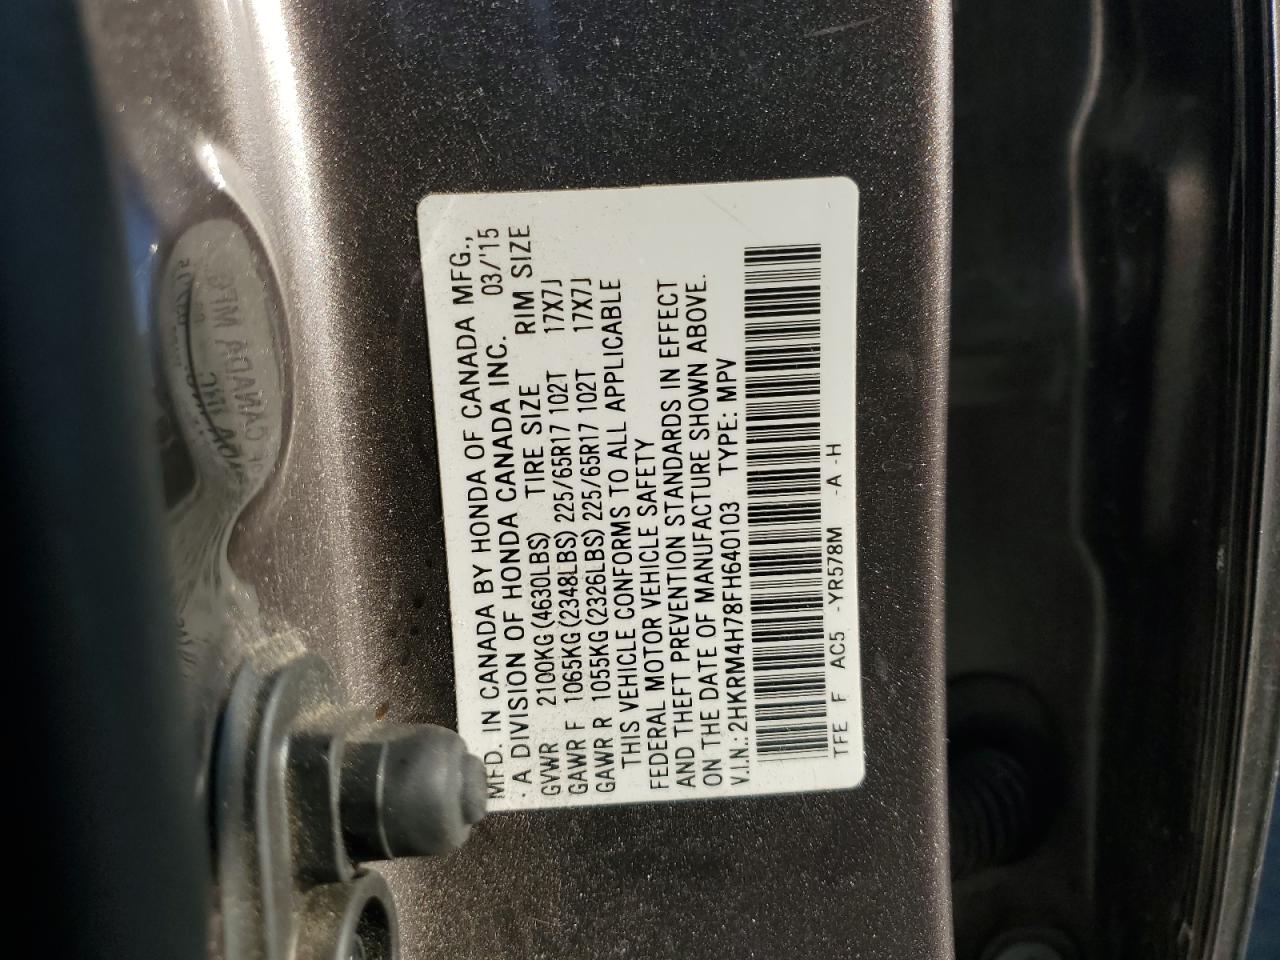 MFD. IN CANADA BY HONDA OF CANADA MFG.,
. A DIVISION OF HONDA CANADA INC. 03/'15
GVWR 2100KG (4630LBS) TIRE SIZE RIM SIZE
GAWR F 1065KG (2348LBS) 225/65R17 102T 17X7J
GAWR R 1055KG (2326LBS) 225/65R17 102T 17X7J
THIS VEHICLE CONFORMS TO ALL APPLICABLE
FEDERAL MOTOR VEHICLE SAFETY
AND THEFT PREVENTION STANDARDS IN EFFECT
ON THE DATE OF MANUFACTURE SHOWN ABOVE.
V.I.N.: 2HKRM4H78FH640103 TYPE: MPV
TFE F AC5 -YR578M -A -H